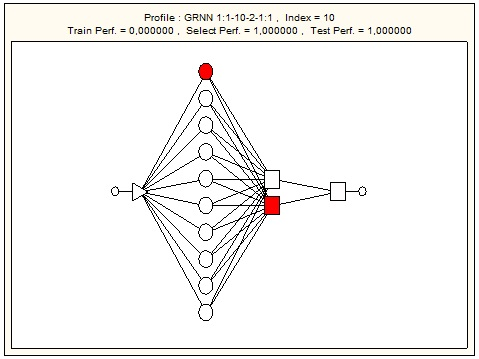 Profile : GRNN 1:1-10-2-1:1 , Index = 10
Train Perf. = 0,000000 , Select Perf. = 1,000000 , Test Perf. = 1,000000